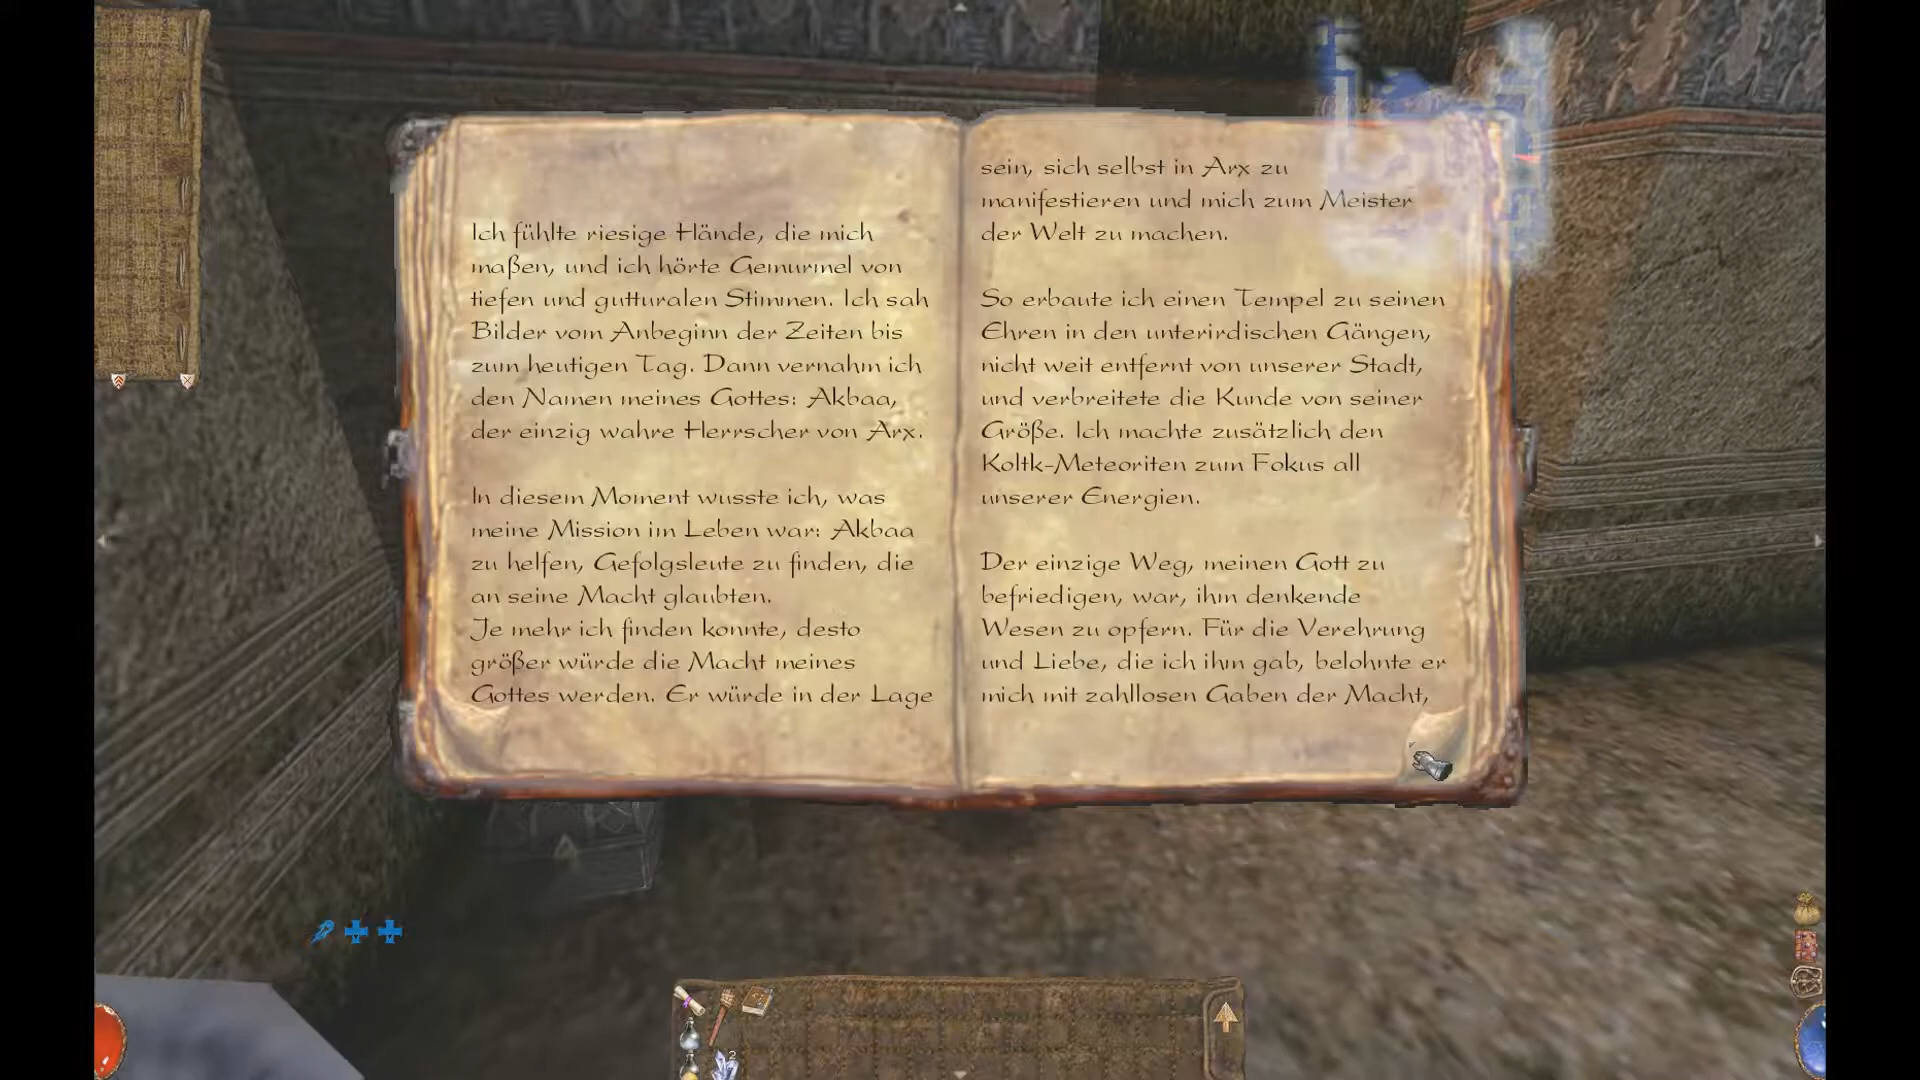 Ich fühlte riesige Hände, die mich
maßen, und ich hörte Gemurmel von
tiefen und gutturalen Stimmen. Ich sah
Bilder vom Anbeginn der Zeiten bis
zum heutigen Tag. Dann vernahm ich
den Namen meines Gottes: Akbaa,
der einzig wahre Herrscher von Arx.
In diesem Moment wusste ich, was
meine Mission im Leben war: Akbaa
zu helfen, Gefolgsleute zu finden, die
an seine Macht glaubten.
Je mehr ich finden konnte, desto
größer würde die Macht meines
Gottes werden. Er würde in der Lage
sein, sich selbst in Arx zu
manifestieren und mich zum Meister
der Welt zu machen.
So erbaute ich einen Tempel zu seinen
Ehren in den unterirdischen Gängen,
nicht weit entfernt von unserer Stadt,
und verbreitete die Kunde von seiner
Größe. Ich machte zusätzlich den
Koltk-Meteoriten zum Fokus all
unserer Energien.
Der einzige Weg, meinen Gott zu
befriedigen, war, ihm denkende
Wesen zu opfern. Für die Verehrung
und Liebe, die ich ihm gab, belohnte er
mich mit zahllosen Gaben der Macht,
2